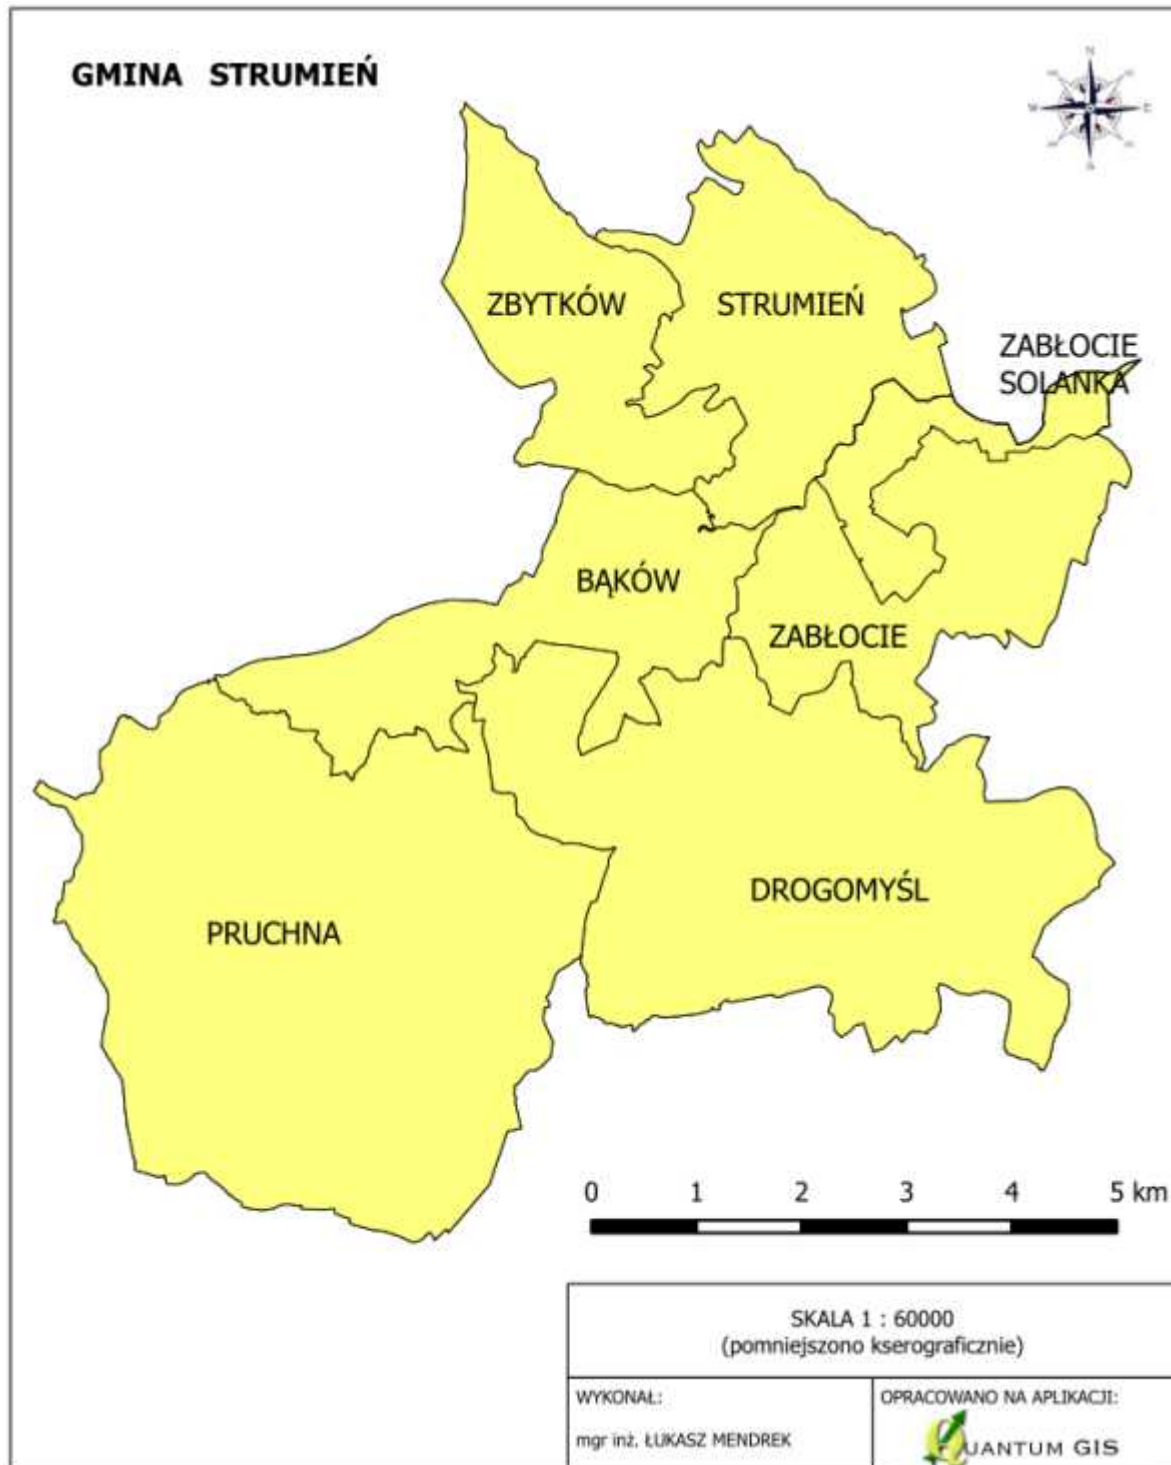 GMINA STRUMIEŃ
N
W
E
S
ZBYTKÓW
STRUMIEŃ
ZABŁOCIE
SOLANKA
BĄKÓW
ZABŁOCIE
DROGOMYŚL
PRUCHNA
0 1 2 3 4 5 km
SKALA 1 : 60000
(pomniejszono kserograficznie)
WYKONAŁ:
mgr inż. ŁUKASZ MENDREK
OPRACOWANO NA APLIKACJI:
QUANTUM GIS